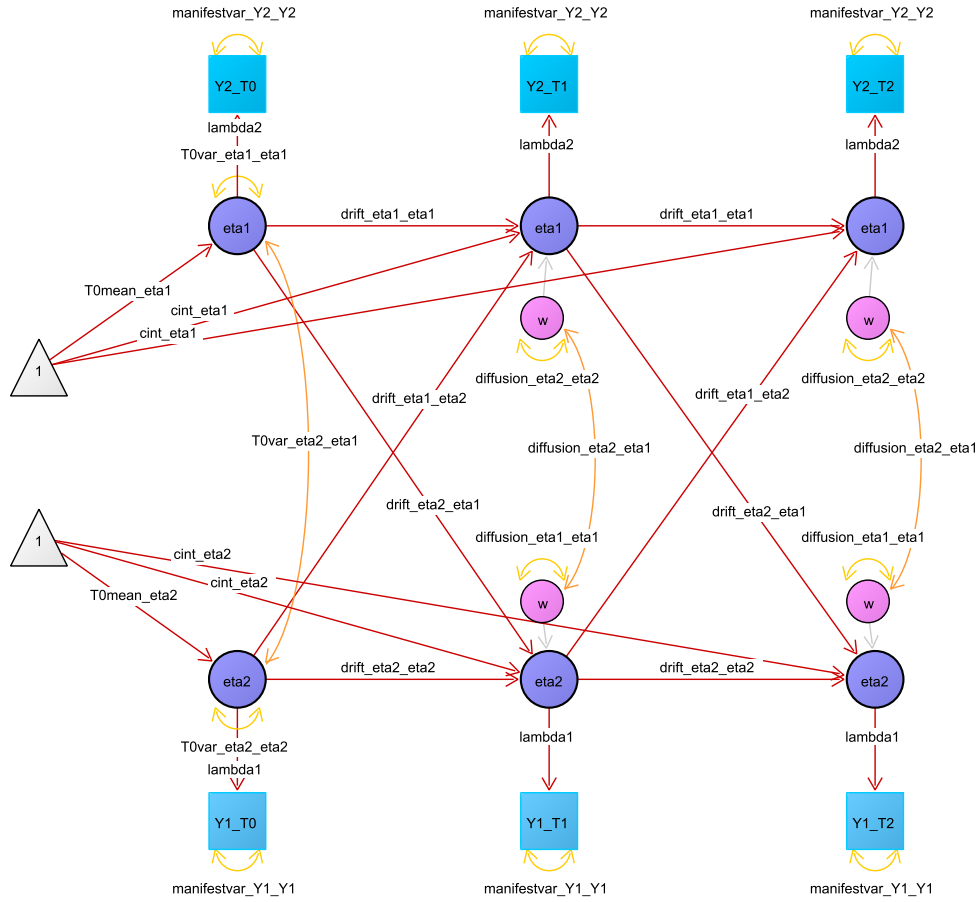 manifestvar_Y2_Y2
manifestvar_Y2_Y2
manifestvar_Y2_Y2
Y2_T0
Y2_T1
Y2_T2
lambda2
lambda2
lambda2
T0var_eta1_eta1
drift_eta1_eta1
drift_eta1_eta1
eta1
eta1
eta1
T0mean_eta1
cint_eta1
cint_eta1
w
w
1
diffusion_eta2_eta2
diffusion_eta2_eta2
drift_eta1_eta2
drift_eta1_eta2
T0var_eta2_eta1
diffusion_eta2_eta1
diffusion_eta2_eta1
drift_eta2_eta1
drift_eta2_eta1
diffusion_eta1_eta1
diffusion_eta1_eta1
1
cint_eta2
cint_eta2
T0mean_eta2
w
w
drift_eta2_eta2
drift_eta2_eta2
eta2
eta2
eta2
T0var_eta2_eta2
lambda1
lambda1
lambda1
Y1_T0
Y1_T1
Y1_T2
manifestvar_Y1_Y1
manifestvar_Y1_Y1
manifestvar_Y1_Y1